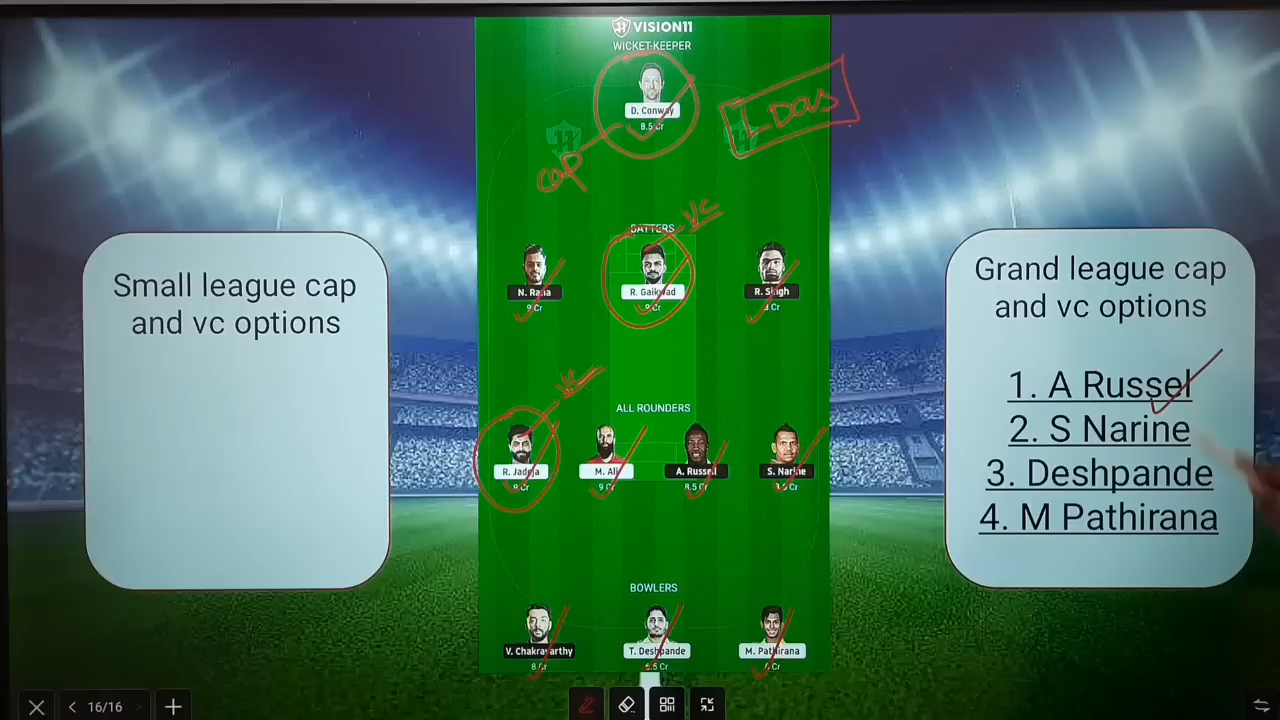 VISION11
WICKET-KEEPER
D. Conway
8.5 Cr
L Das
cap
VC
BATTERS
N. Rana
R. Gaikwad
R. Singh
9 Cr
9 Cr
Small league cap
and vc options
Grand league cap
and vc options
1. A Russel
2. S Narine
3. Deshpande
4. M Pathirana
VC
ALL ROUNDERS
R. Jadeja
M. Ali
A. Russell
S. Narine
9 Cr
9 Cr
8.5 Cr
BOWLERS
V. Chakravarthy
T. Deshpande
M. Pathirana
8 Cr
16/16